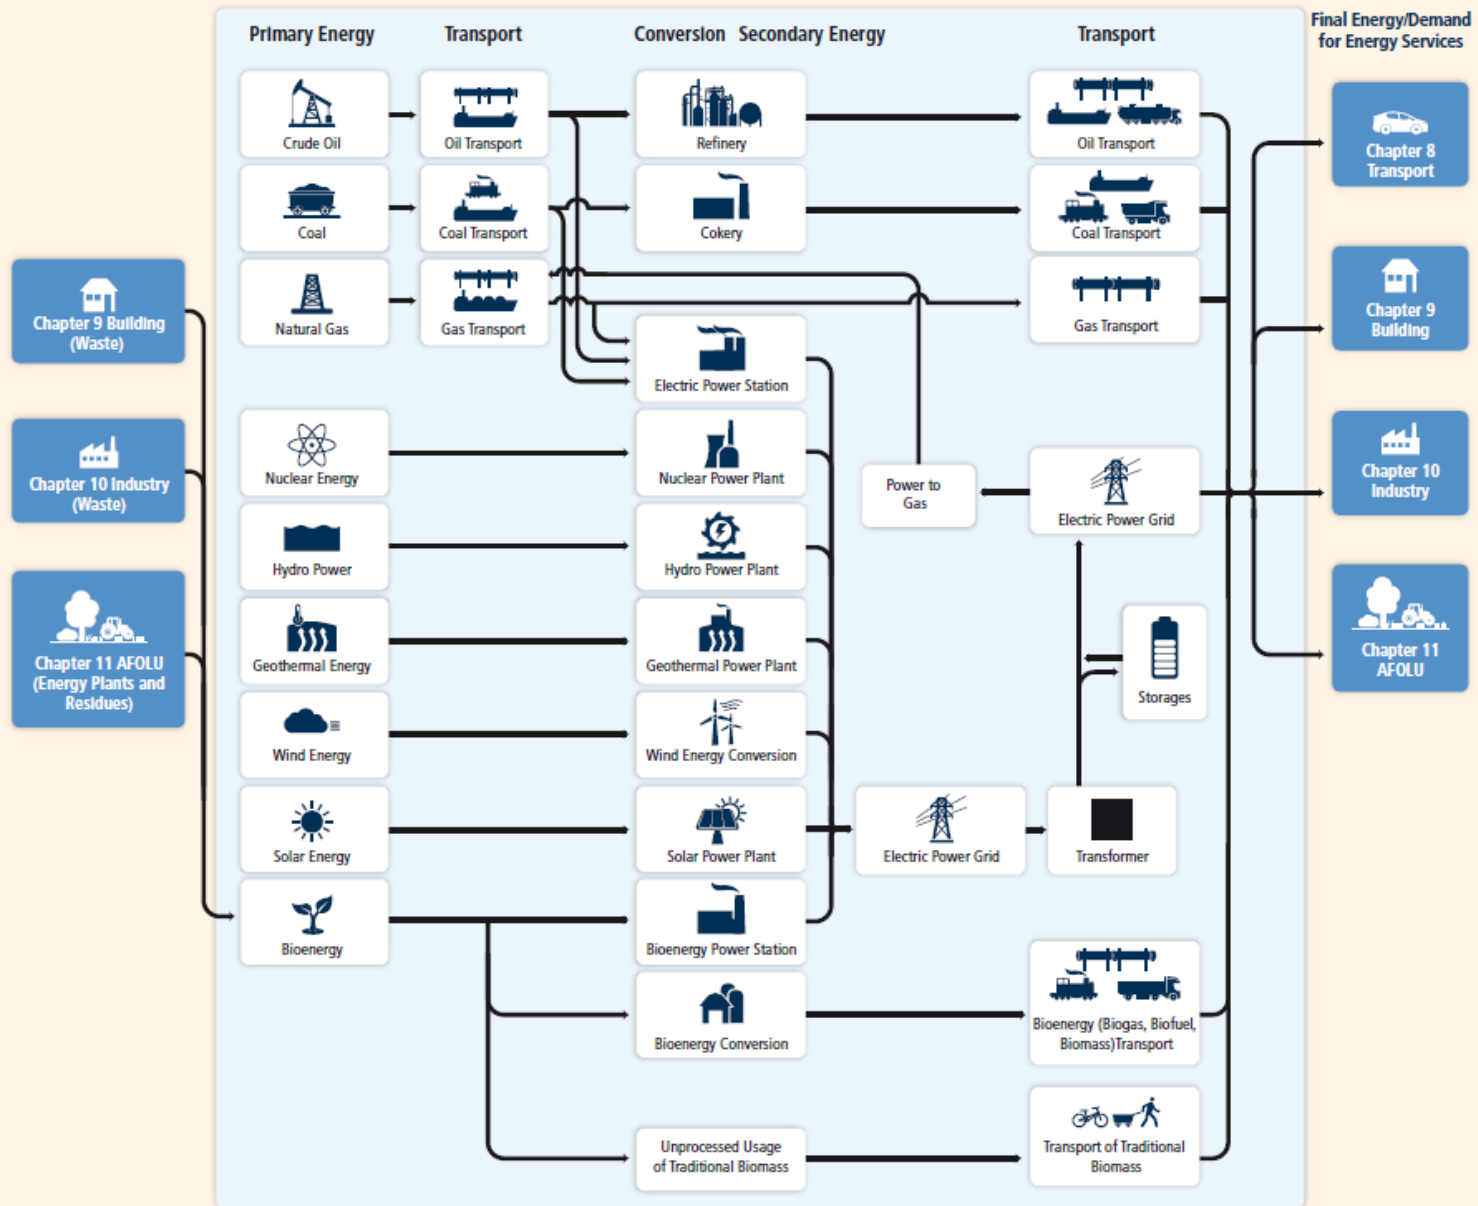 Primary Energy
Transport
Conversion
Secondary Energy
Transport
Final Energy/Demand
for Energy Services
Crude Oil
Oil Transport
Refinery
Oil Transport
Chapter 8
Transport
Coal
Coal Transport
Cokery
Coal Transport
Chapter 9 Building
(Waste)
Natural Gas
Gas Transport
Gas Transport
Chapter 9
Building
Electric Power Station
Chapter 10 Industry
(Waste)
Nuclear Energy
Nuclear Power Plant
Power to
Gas
Electric Power Grid
Chapter 10
Industry
Hydro Power
Hydro Power Plant
Chapter 11 AFOLU
(Energy Plants and
Residues)
Geothermal Energy
Geothermal Power Plant
Storages
Chapter 11
AFOLU
Wind Energy
Wind Energy Conversion
Solar Energy
Solar Power Plant
Electric Power Grid
Transformer
Bioenergy
Bioenergy Power Station
Bioenergy Conversion
Bioenergy (Biogas, Biofuel,
Biomass)Transport
Unprocessed Usage
of Traditional Biomass
Transport of Traditional
Biomass